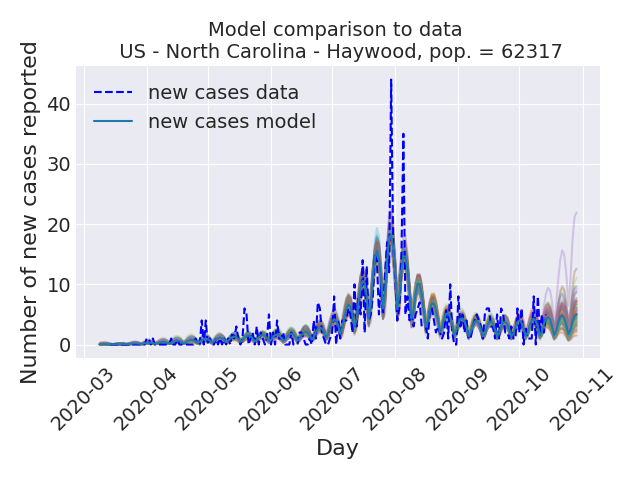 Model comparison to data
US - North Carolina - Haywood, pop. = 62317
Number of new cases reported
new cases data
new cases model
40
30
20
10
0
2020-03
2020-04
2020-05
2020-06
2020-07
2020-08
2020-09
2020-10
2020-11
Day